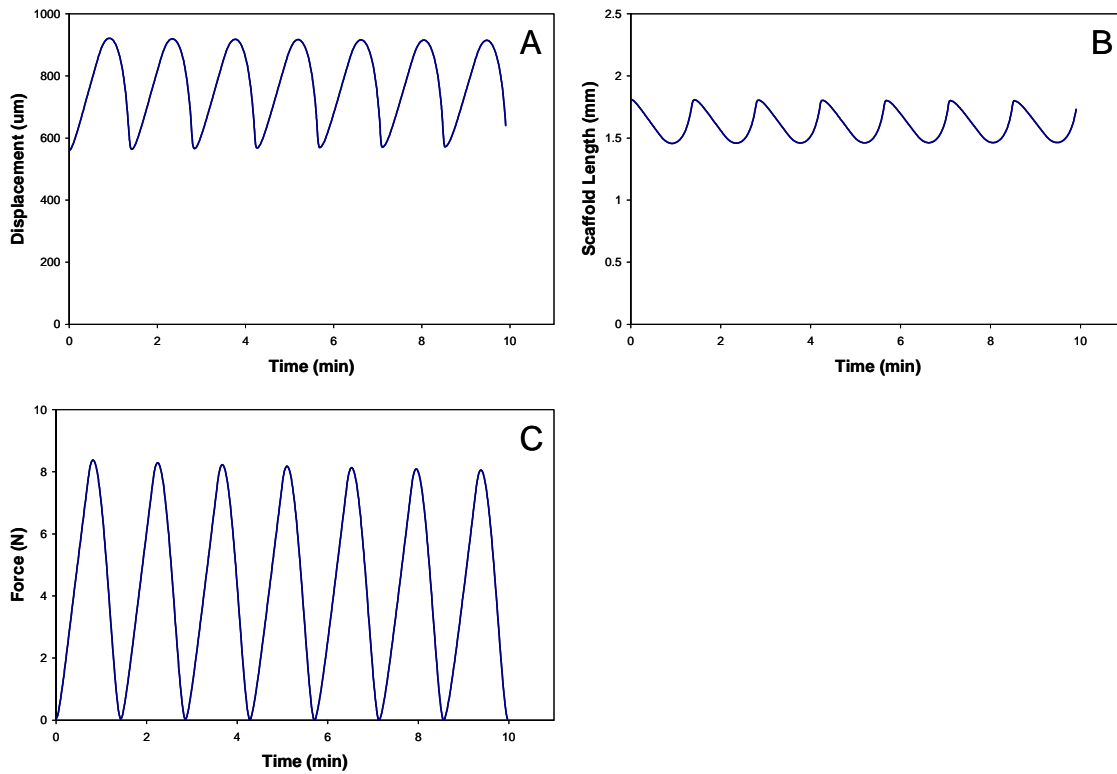 A
1000
800
600
400
200
0
0 2 4 6 8 10
Displacement (um)
Time (min)
B
2.5
2
1.5
1
0.5
0
0 2 4 6 8 10
Scaffold Length (mm)
Time (min)
C
10
8
6
4
2
0
0 2 4 6 8 10
Force (N)
Time (min)